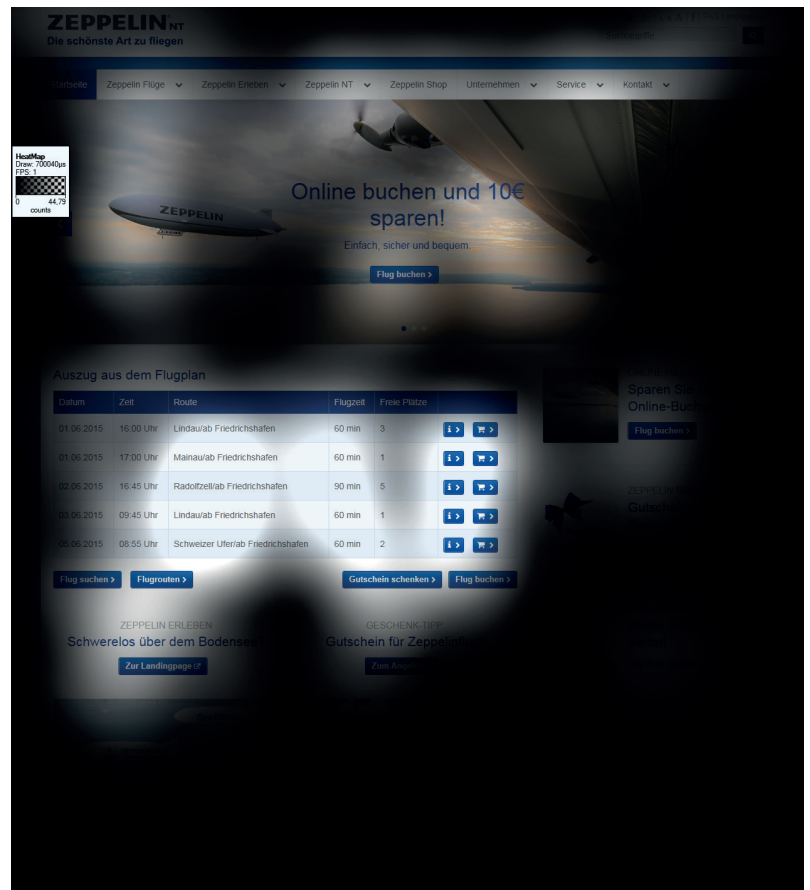 ZEPPELIN NT
Die schönste Art zu fliegen
Suchbegriffe
Startseite Zeppelin Flüge Zeppelin Erleben Zeppelin NT Zeppelin Shop Unternehmen Service Kontakt
HeatMap
Draw: 700040µs
FPS: 1
0 44,79
counts
ZEPPELIN
Online buchen und 10€
sparen!
Einfach, sicher und bequem.
Flug buchen
Auszug aus dem Flugplan
Datum Zeit Route Flugzeit Freie Plätze
01.06.2015 16:00 Uhr Lindau/ab Friedrichshafen 60 min 3
01.06.2015 17:00 Uhr Mainau/ab Friedrichshafen 60 min 1
02.06.2015 16:45 Uhr Radolfzell/ab Friedrichshafen 90 min 5
03.06.2015 09:45 Uhr Lindau/ab Friedrichshafen 60 min 1
05.06.2015 08:55 Uhr Schweizer Ufer/ab Friedrichshafen 60 min 2
Flug suchen Flugrouten Gutschein schenken Flug buchen
Sparen Sie
Online-Buch
Flug buchen
ZEPPELIN
Gutsch
ZEPPELIN ERLEBEN
Schwerelos über dem Bodensee
Zur Landingpage
GESCHENK-TIPP
Gutschein für Zeppelinflug
Zum Angebot